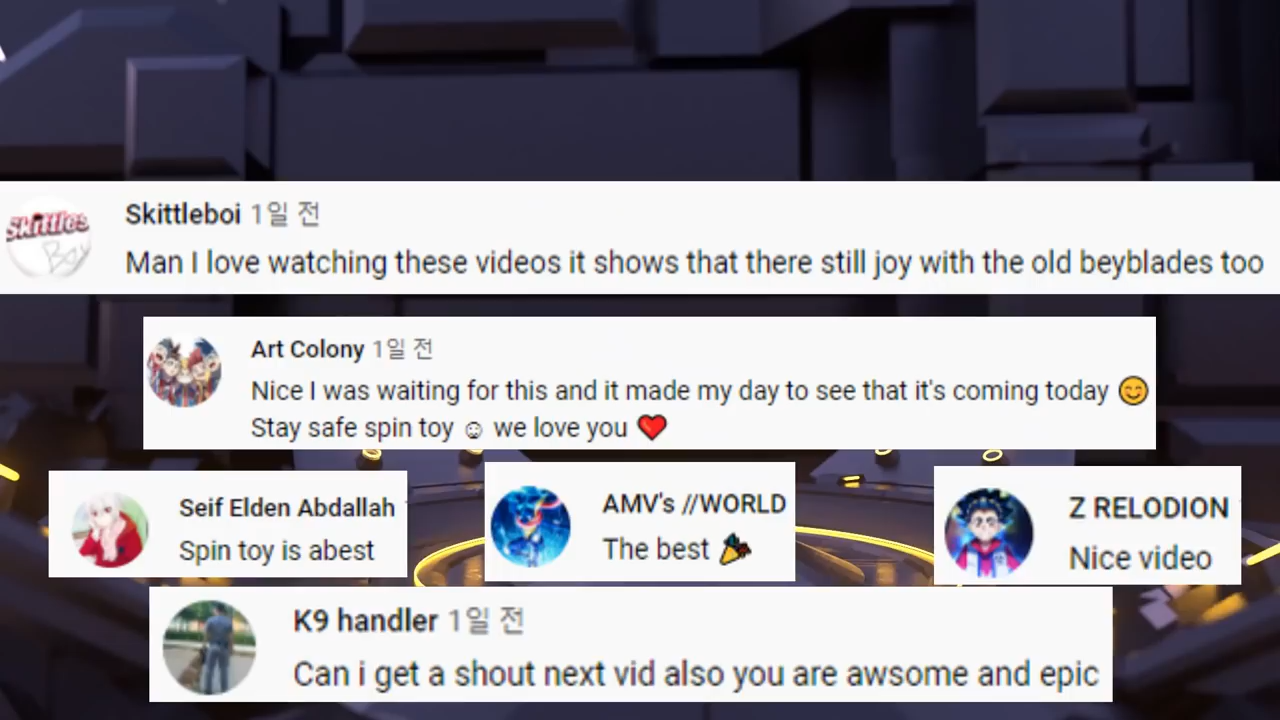 Skittles
Boy
Skittleboi 1일 전
Man I love watching these videos it shows that there still joy with the old beyblades too
Art Colony 1일 전
Nice I was waiting for this and it made my day to see that it's coming today 😊
Stay safe spin toy ☺ we love you ❤️
Seif Elden Abdallah
Spin toy is abest
AMV's //WORLD
The best 🎉
Z RELODION
Nice video
K9 handler 1일 전
Can i get a shout next vid also you are awsome and epic